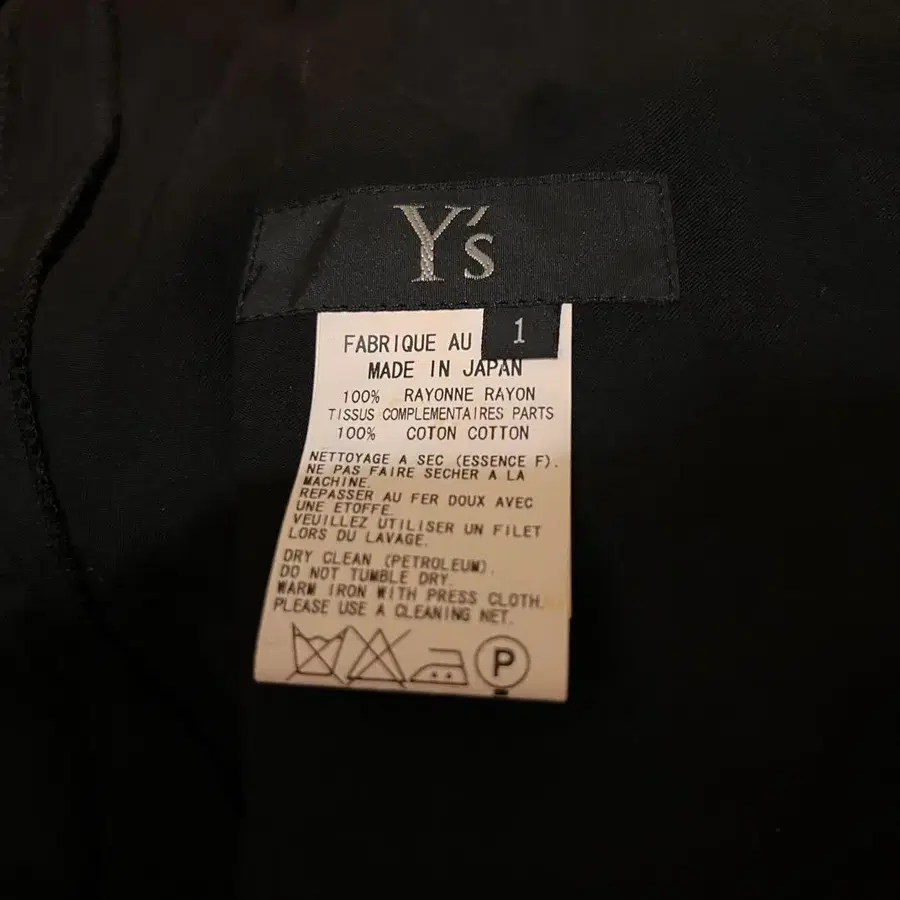 Y's
1
FABRIQUE AU
MADE IN JAPAN
100% RAYONNE RAYON
TISSUS COMPLEMENTAIRES PARTS
100% COTON COTTON
NETTOYAGE A SEC (ESSENCE F).
NE PAS FAIRE SECHER A LA
MACHINE.
REPASSER AU FER DOUX AVEC
UNE ETOFFE.
VEUILLEZ UTILISER UN FILET
LORS DU LAVAGE.
DRY CLEAN (PETROLEUM).
DO NOT TUMBLE DRY.
WARM IRON WITH PRESS CLOTH.
PLEASE USE A CLEANING NET.
P